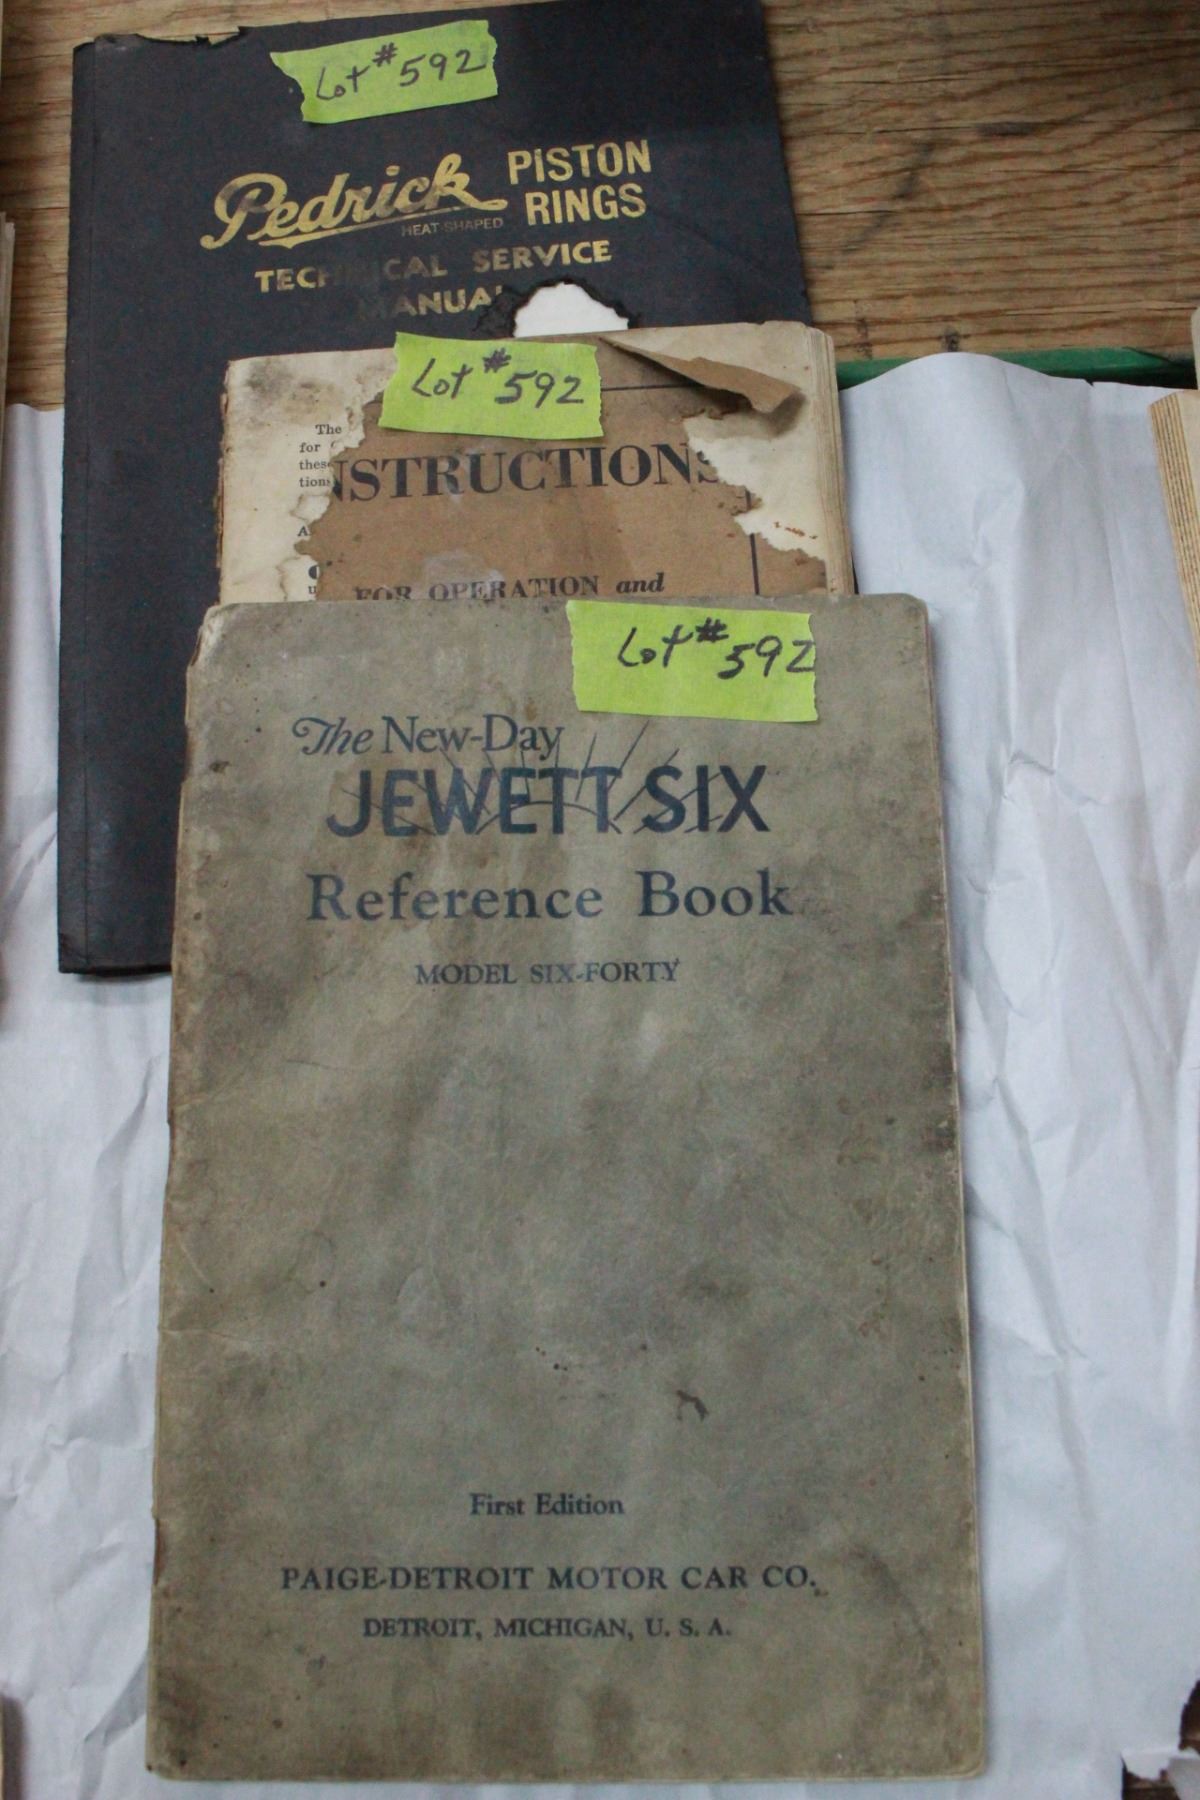 Lot #592
Pedrick PISTON RINGS
HEAT-SHAPED
TECHNICAL SERVICE
MANUAL
Lot #592
The
for
these
tions
INSTRUCTIONS
FOR OPERATION and
Lot #592
The New-Day
JEWETT SIX
Reference Book
MODEL SIX-FORTY
First Edition
PAIGE-DETROIT MOTOR CAR CO.
DETROIT, MICHIGAN, U. S. A.